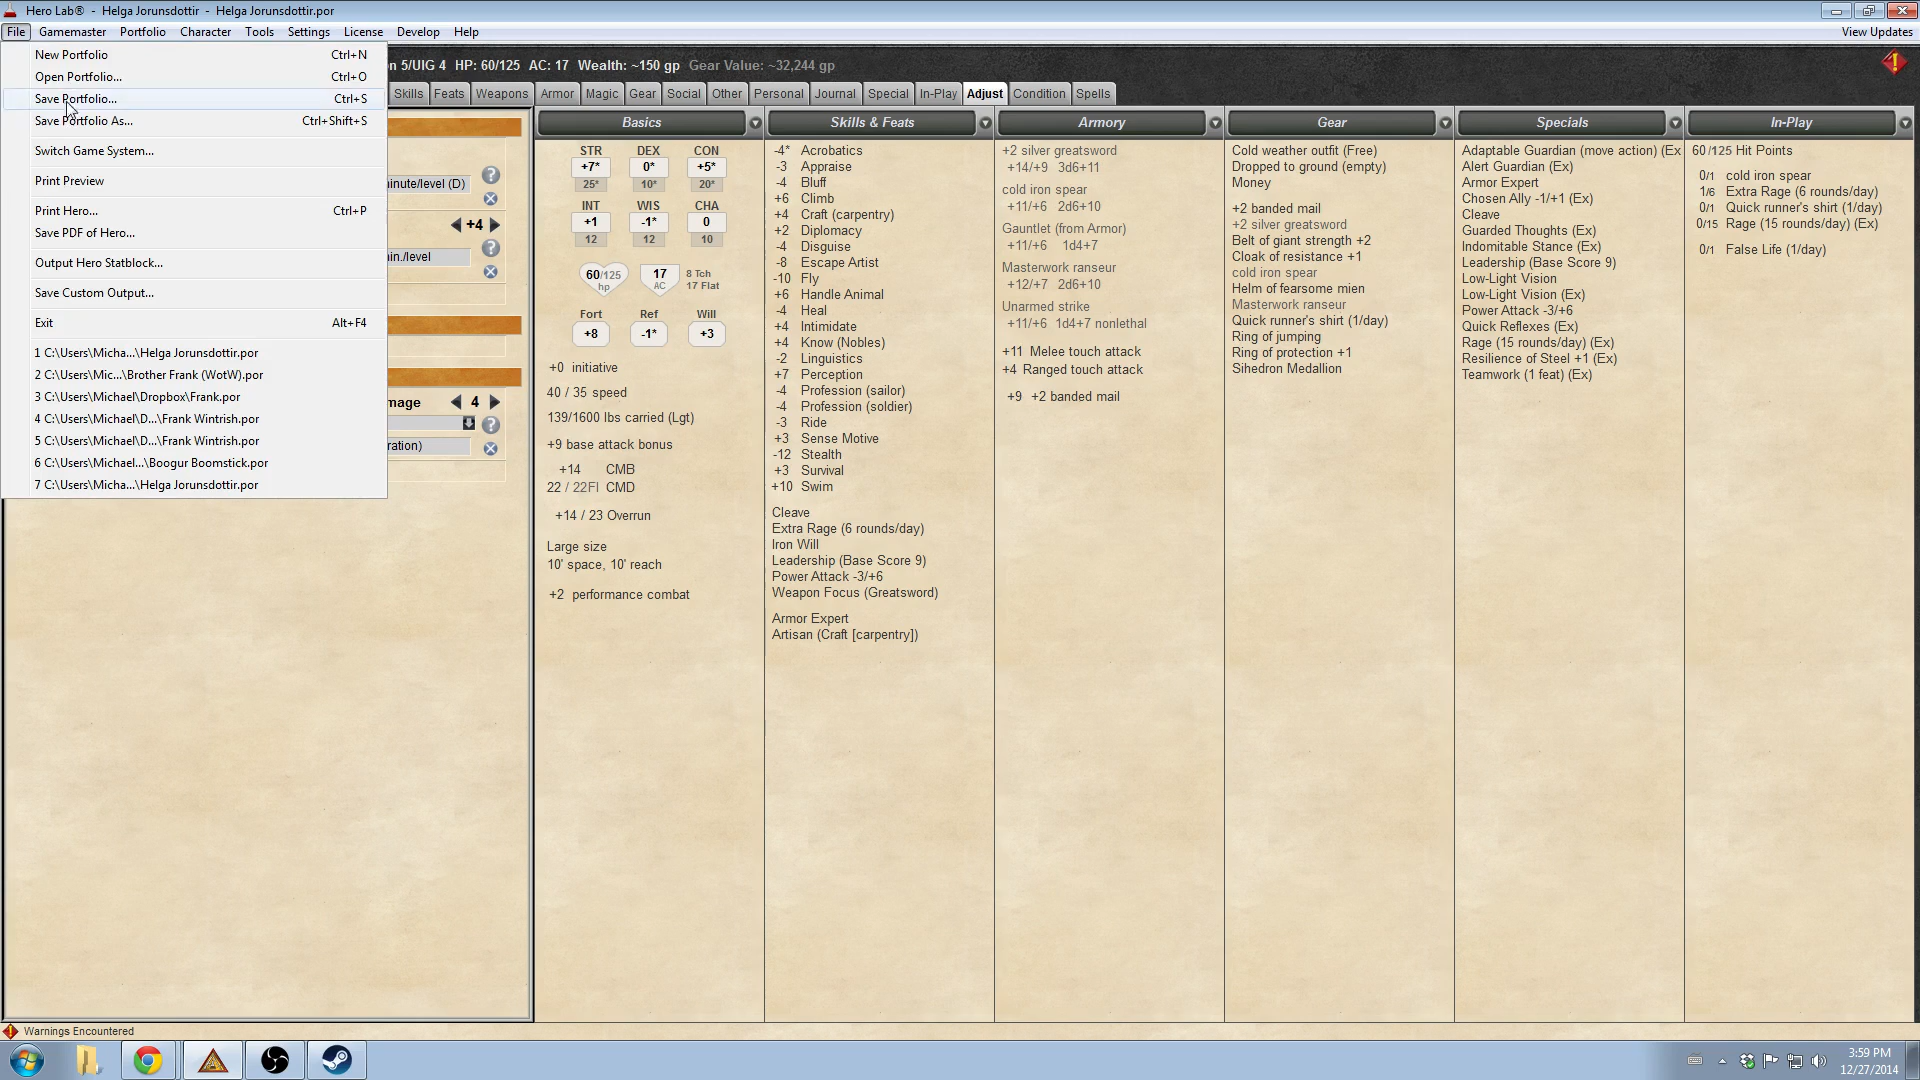 Hero Lab® - Helga Jorunsdottir - Helga Jorunsdottir.por
File Gamemaster Portfolio Character Tools Settings License Develop Help View Updates
New Portfolio Ctrl+N
Open Portfolio... Ctrl+O
Save Portfolio... Ctrl+S
Save Portfolio As... Ctrl+Shift+S
Switch Game System...
Print Preview
Print Hero... Ctrl+P
Save PDF of Hero...
Output Hero Statblock...
Save Custom Output...
Exit Alt+F4
1 C:\Users\Micha...\Helga Jorunsdottir.por
2 C:\Users\Mic...\Brother Frank (WotW).por
3 C:\Users\Michael\Dropbox\Frank.por
4 C:\Users\Michael\D...\Frank Wintrish.por
5 C:\Users\Michael\D...\Frank Wintrish.por
6 C:\Users\Michael...\Boogur Boomstick.por
7 C:\Users\Micha...\Helga Jorunsdottir.por
n 5/UIG 4 HP: 60/125 AC: 17 Wealth: ~150 gp Gear Value: ~32,244 gp
Skills Feats Weapons Armor Magic Gear Social Other Personal Journal Special In-Play Adjust Condition Spells
inute/level (D)
+4
in./level
mage 4
ration)
Basics
STR DEX CON
+7* 0* +5*
25* 10* 20*
INT WIS CHA
+1 -1* 0
12 12 10
60/125 hp
17 AC
8 Tch
17 Flat
Fort Ref Will
+8 -1* +3
+0 initiative
40 / 35 speed
139/1600 lbs carried (Lgt)
+9 base attack bonus
+14 CMB
22 / 22Fl CMD
+14 / 23 Overrun
Large size
10' space, 10' reach
+2 performance combat
Skills & Feats
-4* Acrobatics
-3 Appraise
-4 Bluff
+6 Climb
+4 Craft (carpentry)
+2 Diplomacy
-4 Disguise
-8 Escape Artist
-10 Fly
+6 Handle Animal
-4 Heal
+4 Intimidate
+4 Know (Nobles)
-2 Linguistics
+7 Perception
-4 Profession (sailor)
-4 Profession (soldier)
-3 Ride
+3 Sense Motive
-12 Stealth
+3 Survival
+10 Swim
Cleave
Extra Rage (6 rounds/day)
Iron Will
Leadership (Base Score 9)
Power Attack -3/+6
Weapon Focus (Greatsword)
Armor Expert
Artisan (Craft [carpentry])
Armory
+2 silver greatsword
+14/+9 3d6+11
cold iron spear
+11/+6 2d6+10
Gauntlet (from Armor)
+11/+6 1d4+7
Masterwork ranseur
+12/+7 2d6+10
Unarmed strike
+11/+6 1d4+7 nonlethal
+11 Melee touch attack
+4 Ranged touch attack
+9 +2 banded mail
Gear
Cold weather outfit (Free)
Dropped to ground (empty)
Money
+2 banded mail
+2 silver greatsword
Belt of giant strength +2
Cloak of resistance +1
cold iron spear
Helm of fearsome mien
Masterwork ranseur
Quick runner's shirt (1/day)
Ring of jumping
Ring of protection +1
Sihedron Medallion
Specials
Adaptable Guardian (move action) (Ex
Alert Guardian (Ex)
Armor Expert
Chosen Ally -1/+1 (Ex)
Cleave
Guarded Thoughts (Ex)
Indomitable Stance (Ex)
Leadership (Base Score 9)
Low-Light Vision
Low-Light Vision (Ex)
Power Attack -3/+6
Quick Reflexes (Ex)
Rage (15 rounds/day) (Ex)
Resilience of Steel +1 (Ex)
Teamwork (1 feat) (Ex)
In-Play
60/125 Hit Points
0/1 cold iron spear
1/6 Extra Rage (6 rounds/day)
0/1 Quick runner's shirt (1/day)
0/15 Rage (15 rounds/day) (Ex)
0/1 False Life (1/day)
Warnings Encountered
3:59 PM
12/27/2014